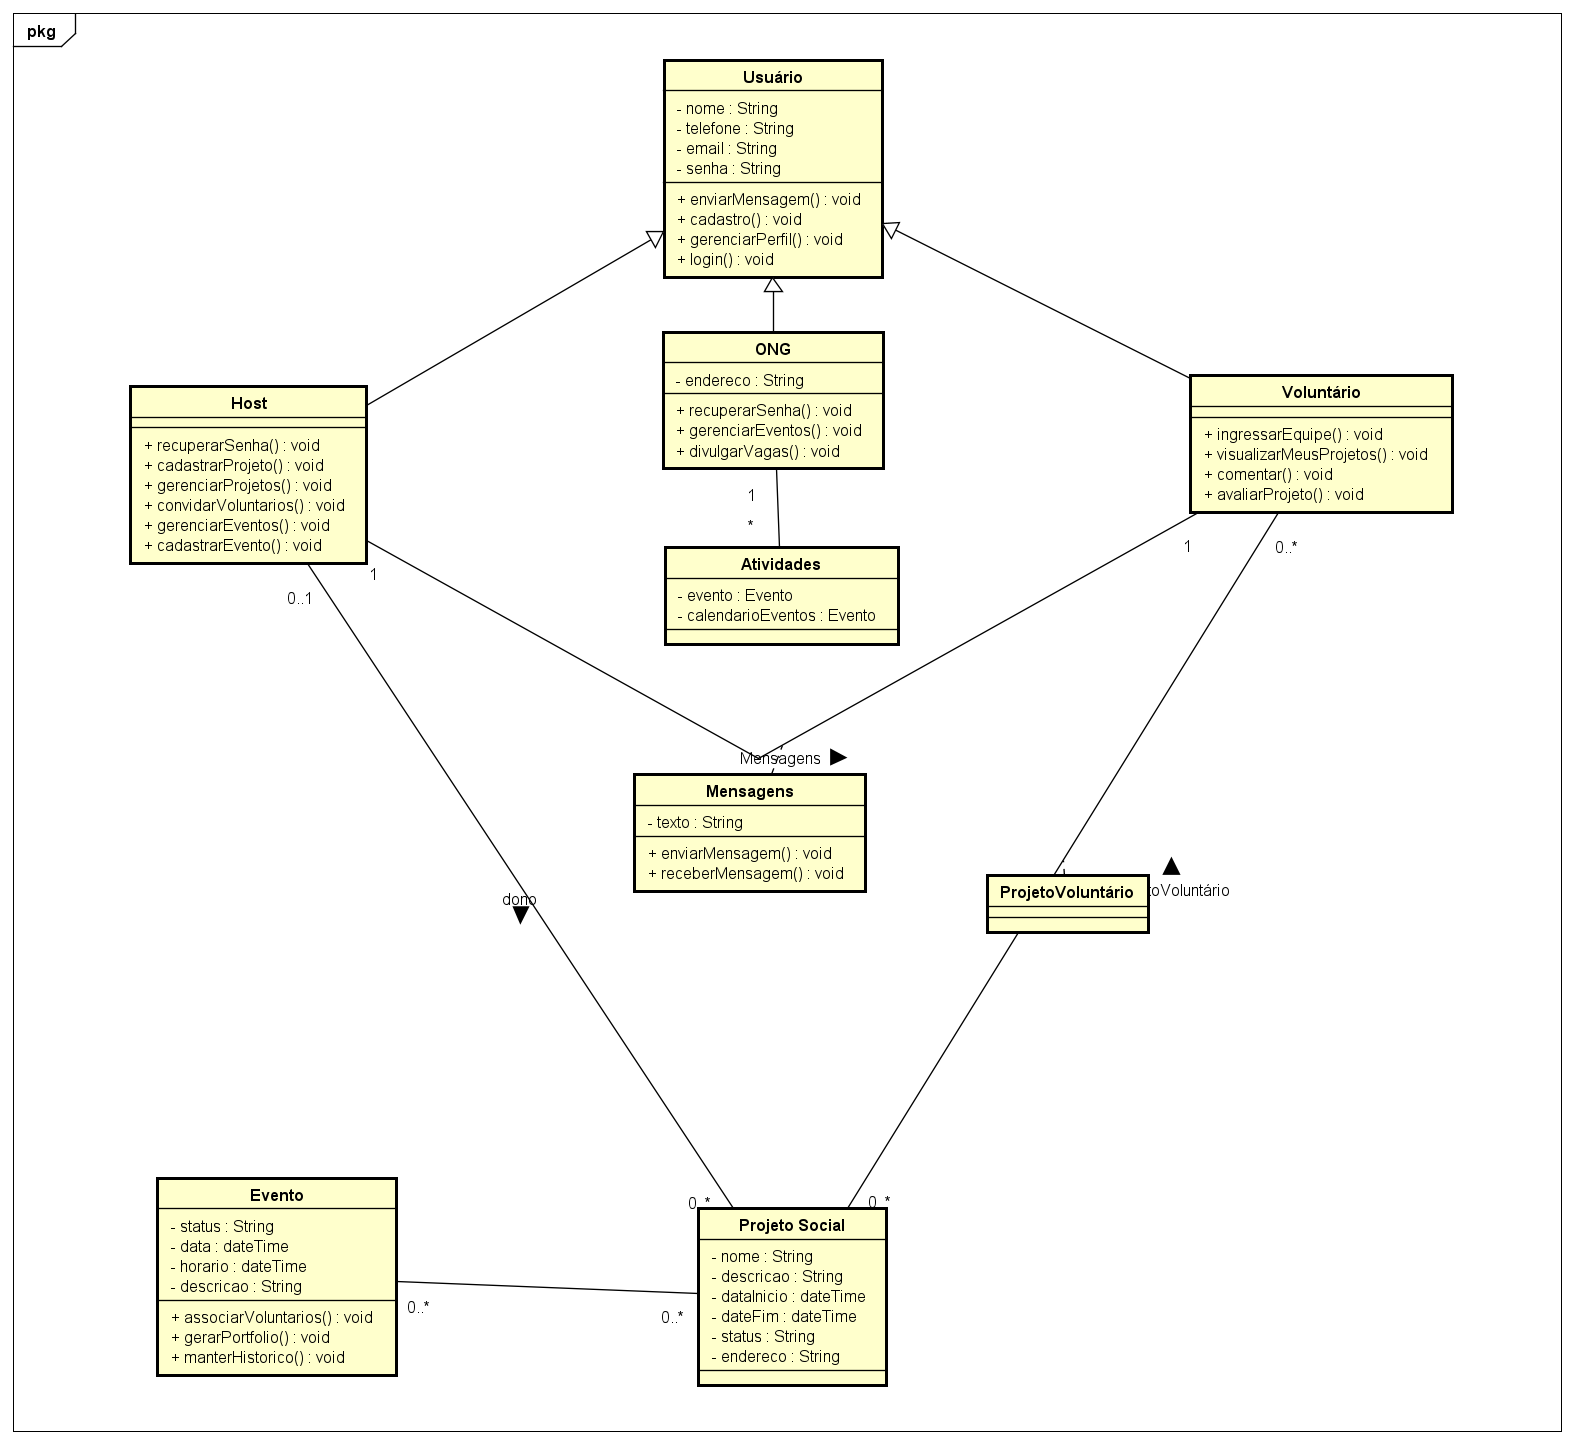 pkg
Usuário
- nome : String
- telefone : String
- email : String
- senha : String
+ enviarMensagem() : void
+ cadastro() : void
+ gerenciarPerfil() : void
+ login() : void
ONG
- endereco : String
+ recuperarSenha() : void
+ gerenciarEventos() : void
+ divulgarVagas() : void
Host
+ recuperarSenha() : void
+ cadastrarProjeto() : void
+ gerenciarProjetos() : void
+ convidarVoluntarios() : void
+ gerenciarEventos() : void
+ cadastrarEvento() : void
Voluntário
+ ingressarEquipe() : void
+ visualizarMeusProjetos() : void
+ comentar() : void
+ avaliarProjeto() : void
1
*
Atividades
- evento : Evento
- calendarioEventos : Evento
1
0..1
1
0..*
Mensagens
Mensagens
- texto : String
+ enviarMensagem() : void
+ receberMensagem() : void
dono
ProjetoVoluntário
toVoluntário
0..*
0..*
Evento
- status : String
- data : dateTime
- horario : dateTime
- descricao : String
+ associarVoluntarios() : void
+ gerarPortfolio() : void
+ manterHistorico() : void
0..*
0..*
Projeto Social
- nome : String
- descricao : String
- dataInicio : dateTime
- dateFim : dateTime
- status : String
- endereco : String